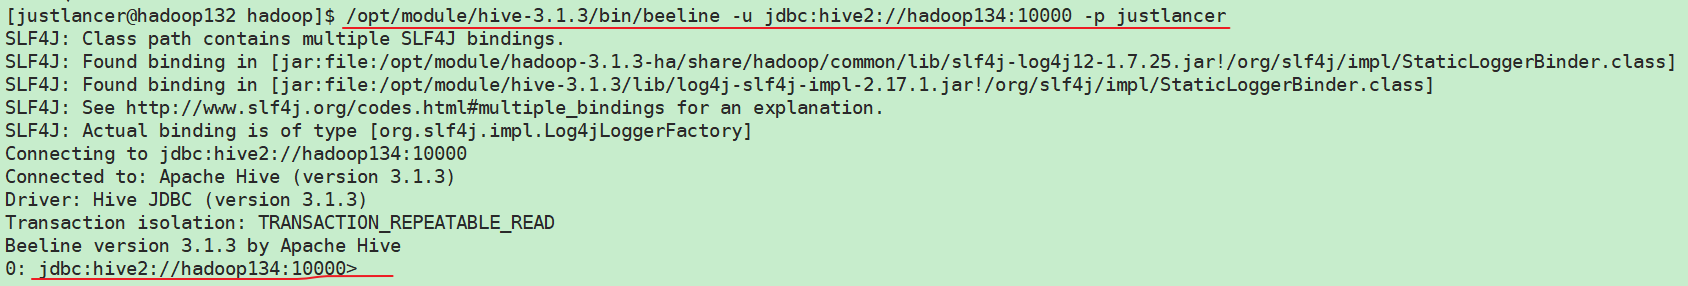 [justlancer@hadoop132 hadoop]$ /opt/module/hive-3.1.3/bin/beeline -u jdbc:hive2://hadoop134:10000 -p justlancer
SLF4J: Class path contains multiple SLF4J bindings.
SLF4J: Found binding in [jar:file:/opt/module/hadoop-3.1.3-ha/share/hadoop/common/lib/slf4j-log4j12-1.7.25.jar!/org/slf4j/impl/StaticLoggerBinder.class]
SLF4J: Found binding in [jar:file:/opt/module/hive-3.1.3/lib/log4j-slf4j-impl-2.17.1.jar!/org/slf4j/impl/StaticLoggerBinder.class]
SLF4J: See http://www.slf4j.org/codes.html#multiple_bindings for an explanation.
SLF4J: Actual binding is of type [org.slf4j.impl.Log4jLoggerFactory]
Connecting to jdbc:hive2://hadoop134:10000
Connected to: Apache Hive (version 3.1.3)
Driver: Hive JDBC (version 3.1.3)
Transaction isolation: TRANSACTION_REPEATABLE_READ
Beeline version 3.1.3 by Apache Hive
0: jdbc:hive2://hadoop134:10000>